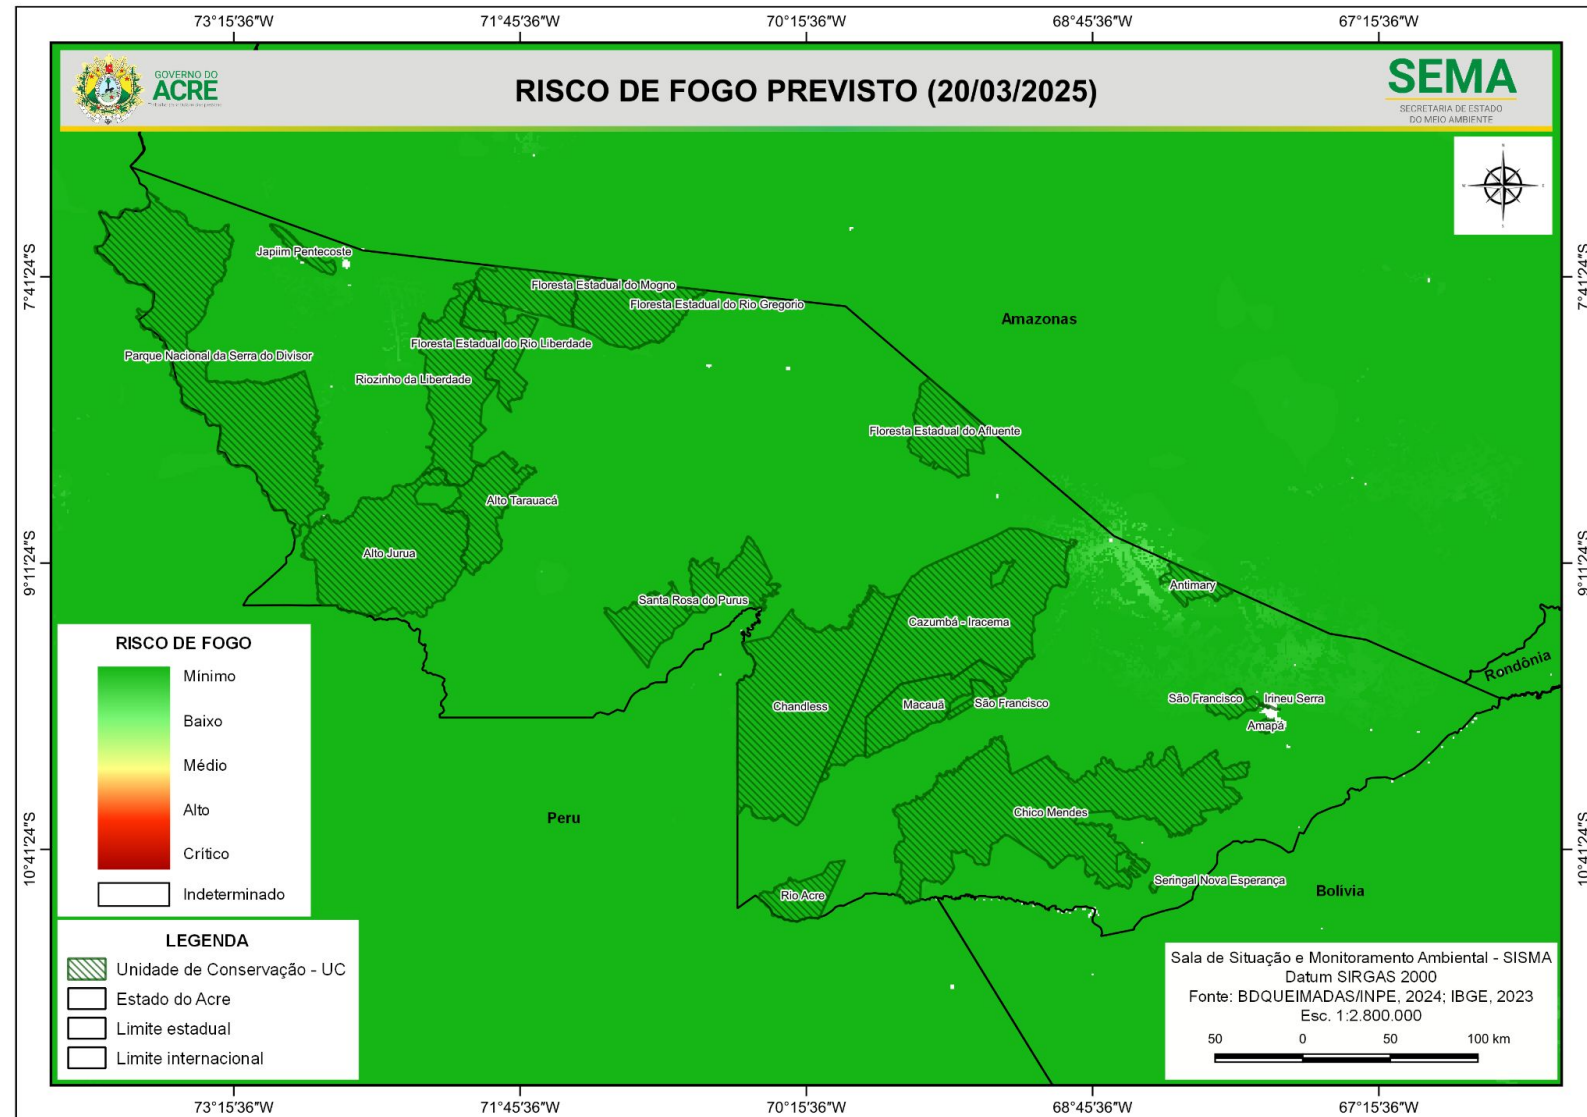 73°15'36"W
71°45'36"W
70°15'36"W
68°45'36"W
67°15'36"W
GOVERNO DO
ACRE
RISCO DE FOGO PREVISTO (20/03/2025)
SEMA
SECRETARIA DE ESTADO
DO MEIO AMBIENTE
7°41'24"S
7°41'24"S
Japiim Pentecoste
Floresta Estadual do Mogno
Floresta Estadual do Rio Gregorio
Amazonas
Floresta Estadual do Rio Liberdade
Parque Nacional da Serra do Divisor
Riozinho da Liberdade
Floresta Estadual do Afluente
Alto Tarauacá
Alto Jurua
9°11'24"S
9°11'24"S
Antimary
Santa Rosa do Purus
Cazumbá - Iracema
Rondônia
Chandless
Macauã
São Francisco
São Francisco
Irineu Serra
Amapá
Chico Mendes
Peru
10°41'24"S
10°41'24"S
Seringal Nova Esperança
Rio Acre
Bolivia
RISCO DE FOGO
Mínimo
Baixo
Médio
Alto
Crítico
Indeterminado
LEGENDA
Unidade de Conservação - UC
Estado do Acre
Limite estadual
Limite internacional
Sala de Situação e Monitoramento Ambiental - SISMA
Datum SIRGAS 2000
Fonte: BDQUEIMADAS/INPE, 2024; IBGE, 2023
Esc. 1:2.800.000
50 0 50 100 km
73°15'36"W
71°45'36"W
70°15'36"W
68°45'36"W
67°15'36"W